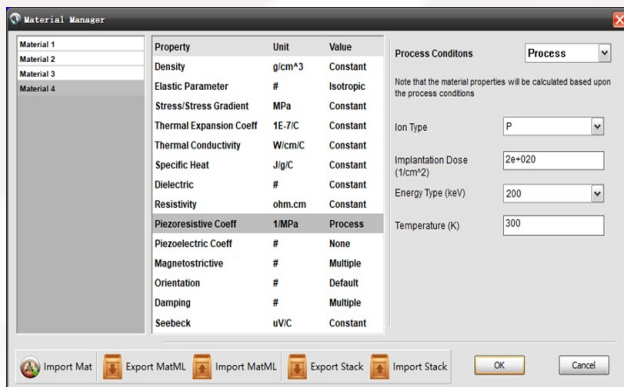 Material Manager
Material 1
Material 2
Material 3
Material 4
Property Unit Value
Density g/cm^3 Constant
Elastic Parameter # Isotropic
Stress/Stress Gradient MPa Constant
Thermal Expansion Coeff 1E-7/C Constant
Thermal Conductivity W/cm/C Constant
Specific Heat J/g/C Constant
Dielectric # Constant
Resistivity ohm.cm Constant
Piezoresistive Coeff 1/MPa Process
Piezoelectric Coeff # None
Magnetostrictive # Multiple
Orientation # Default
Damping # Multiple
Seebeck uV/C Constant
Process Conditons Process
Note that the material properties will be calculated based upon
the process conditions
Ion Type P
Implantation Dose 2e+020
(1/cm^2)
Energy Type (keV) 200
Temperature (K) 300
Import Mat Export MatML Import MatML Export Stack Import Stack OK Cancel